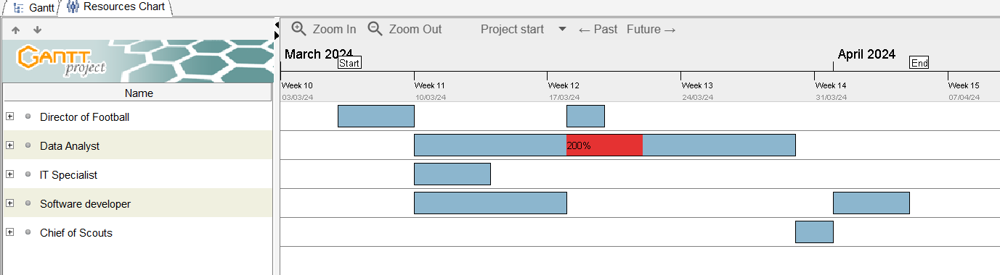 Gantt
Resources Chart
Zoom In
Zoom Out
Project start
← Past
Future →
GANTT
project
March 2024
April 2024
Start
End
Name
Week 10
Week 11
Week 12
Week 13
Week 14
Week 15
03/03/24
10/03/24
17/03/24
24/03/24
31/03/24
07/04/24
Director of Football
Data Analyst
200%
IT Specialist
Software developer
Chief of Scouts